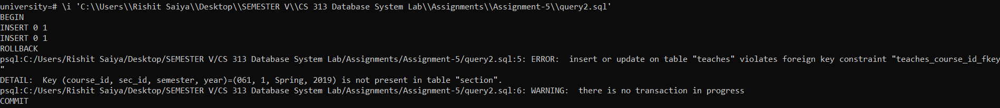 university=# \i 'C:\\Users\\Rishit Saiya\\Desktop\\SEMESTER V\\CS 313 Database System Lab\\Assignments\\Assignment-5\\query2.sql'
BEGIN
INSERT 0 1
INSERT 0 1
ROLLBACK
psql:C:/Users/Rishit Saiya/Desktop/SEMESTER V/CS 313 Database System Lab/Assignments/Assignment-5/query2.sql:5: ERROR:  insert or update on table "teaches" violates foreign key constraint "teaches_course_id_fkey
"
DETAIL:  Key (course_id, sec_id, semester, year)=(061, 1, Spring, 2019) is not present in table "section".
psql:C:/Users/Rishit Saiya/Desktop/SEMESTER V/CS 313 Database System Lab/Assignments/Assignment-5/query2.sql:6: WARNING:  there is no transaction in progress
COMMIT